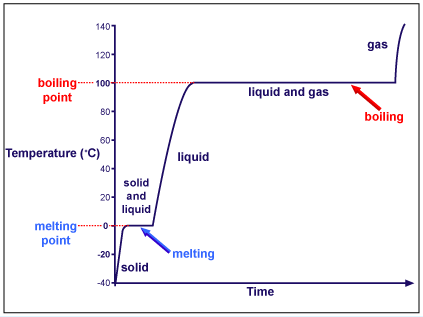 140
gas
120
boiling
point
100
liquid and gas
boiling
80
60
Temperature (°C)
liquid
40
solid
and
liquid
20
melting
point
0
melting
-20
solid
-40
Time